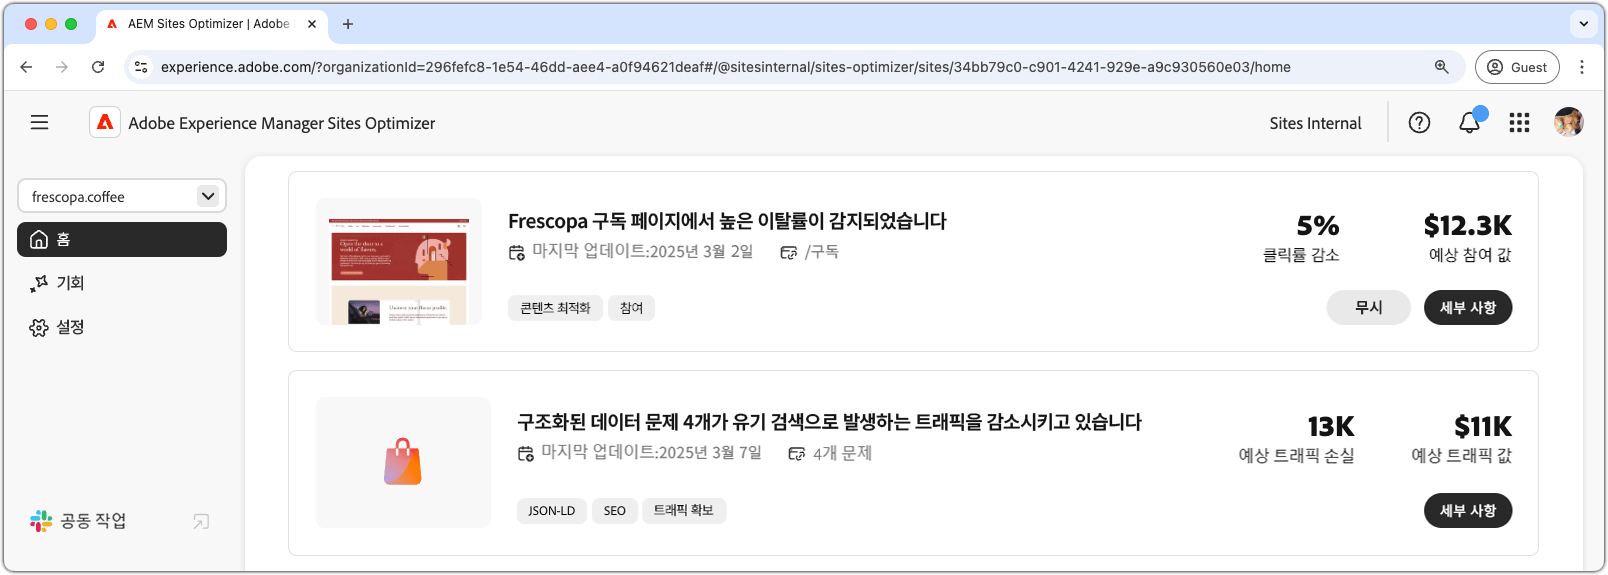 AEM Sites Optimizer | Adobe
experience.adobe.com/?organizationId=296fefc8-1e54-46dd-aee4-a0f94621deaf#/@sitesinternal/sites-optimizer/sites/34bb79c0-c901-4241-929e-a9c930560e03/home
Guest
Adobe Experience Manager Sites Optimizer
Sites Internal
frescopa.coffee
홈
기회
설정
공동 작업
Frescopa 구독 페이지에서 높은 이탈률이 감지되었습니다
마지막 업데이트:2025년 3월 2일
/구독
콘텐츠 최적화
참여
5%
클릭률 감소
$12.3K
예상 참여 값
무시
세부 사항
구조화된 데이터 문제 4개가 유기 검색으로 발생하는 트래픽을 감소시키고 있습니다
마지막 업데이트:2025년 3월 7일
4개 문제
JSON-LD
SEO
트래픽 확보
13K
예상 트래픽 손실
$11K
예상 트래픽 값
세부 사항